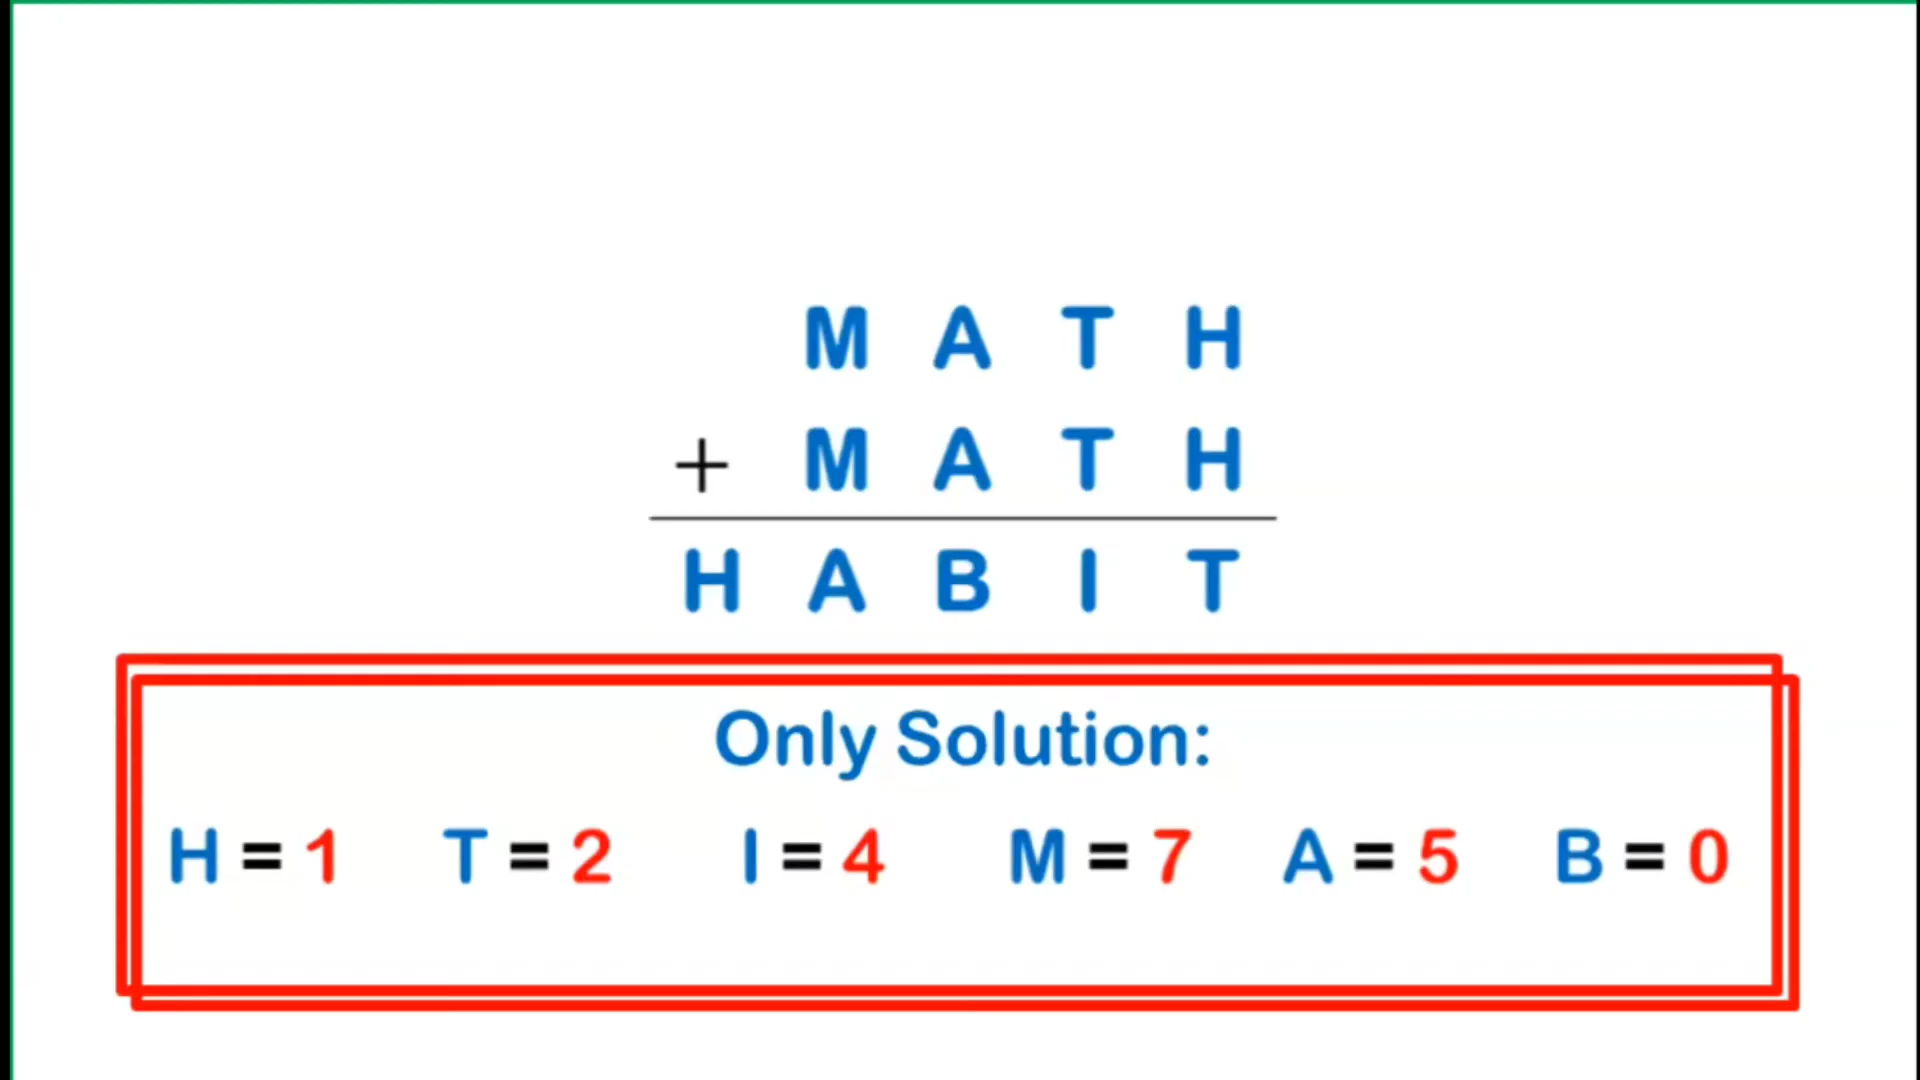 M A T H
+ M A T H
H A B I T
Only Solution:
H = 1 T = 2 I = 4 M = 7 A = 5 B = 0